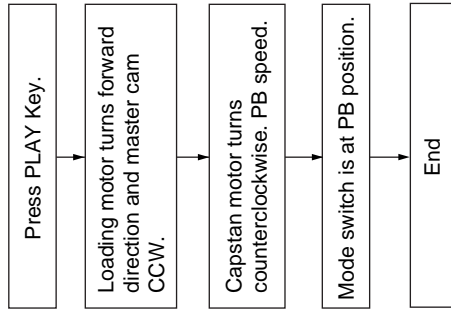 Press PLAY Key.
Loading motor turns forward
direction and master cam
CCW.
Capstan motor turns
counterclockwise. PB speed.
Mode switch is at PB position.
End